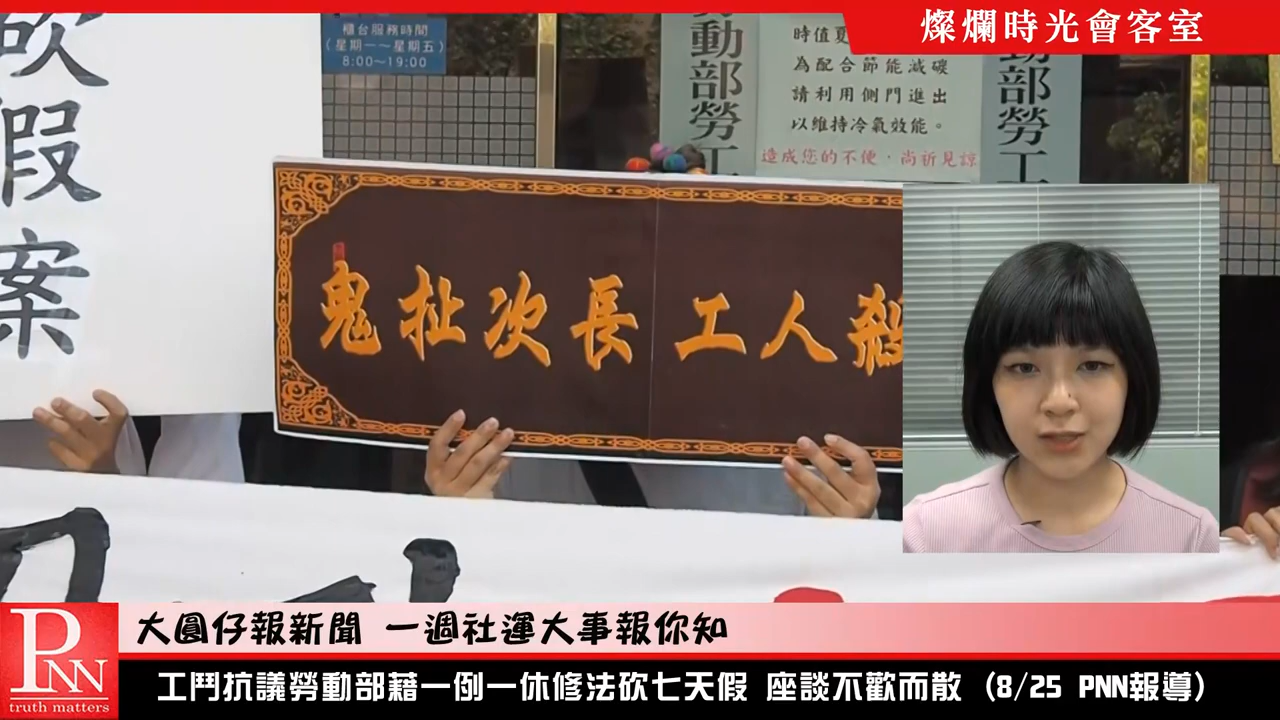 燦爛時光會客室
砍假案
櫃台服務時間
(星期一~星期五)
8:00~19:00
動部勞工
時值夏
為配合節能減碳
請利用側門進出
以維持冷氣效能。
造成您的不便,尚祈見諒
動部勞工
鬼扯次長 工人殺
PNN
truth matters
大圓仔報新聞 一週社運大事報你知
工鬥抗議勞動部藉一例一休修法砍七天假 座談不歡而散 (8/25 PNN報導)